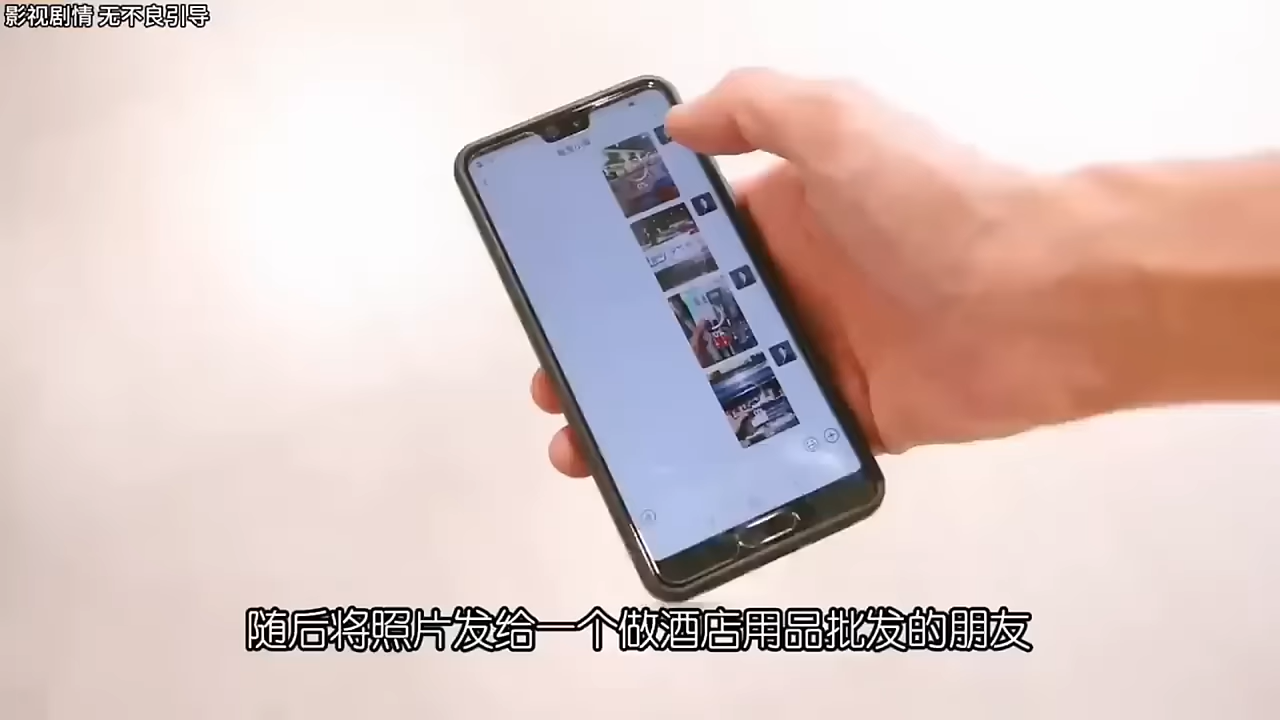 影视剧情 无不良引导
随后将照片发给一个做酒店用品批发的朋友